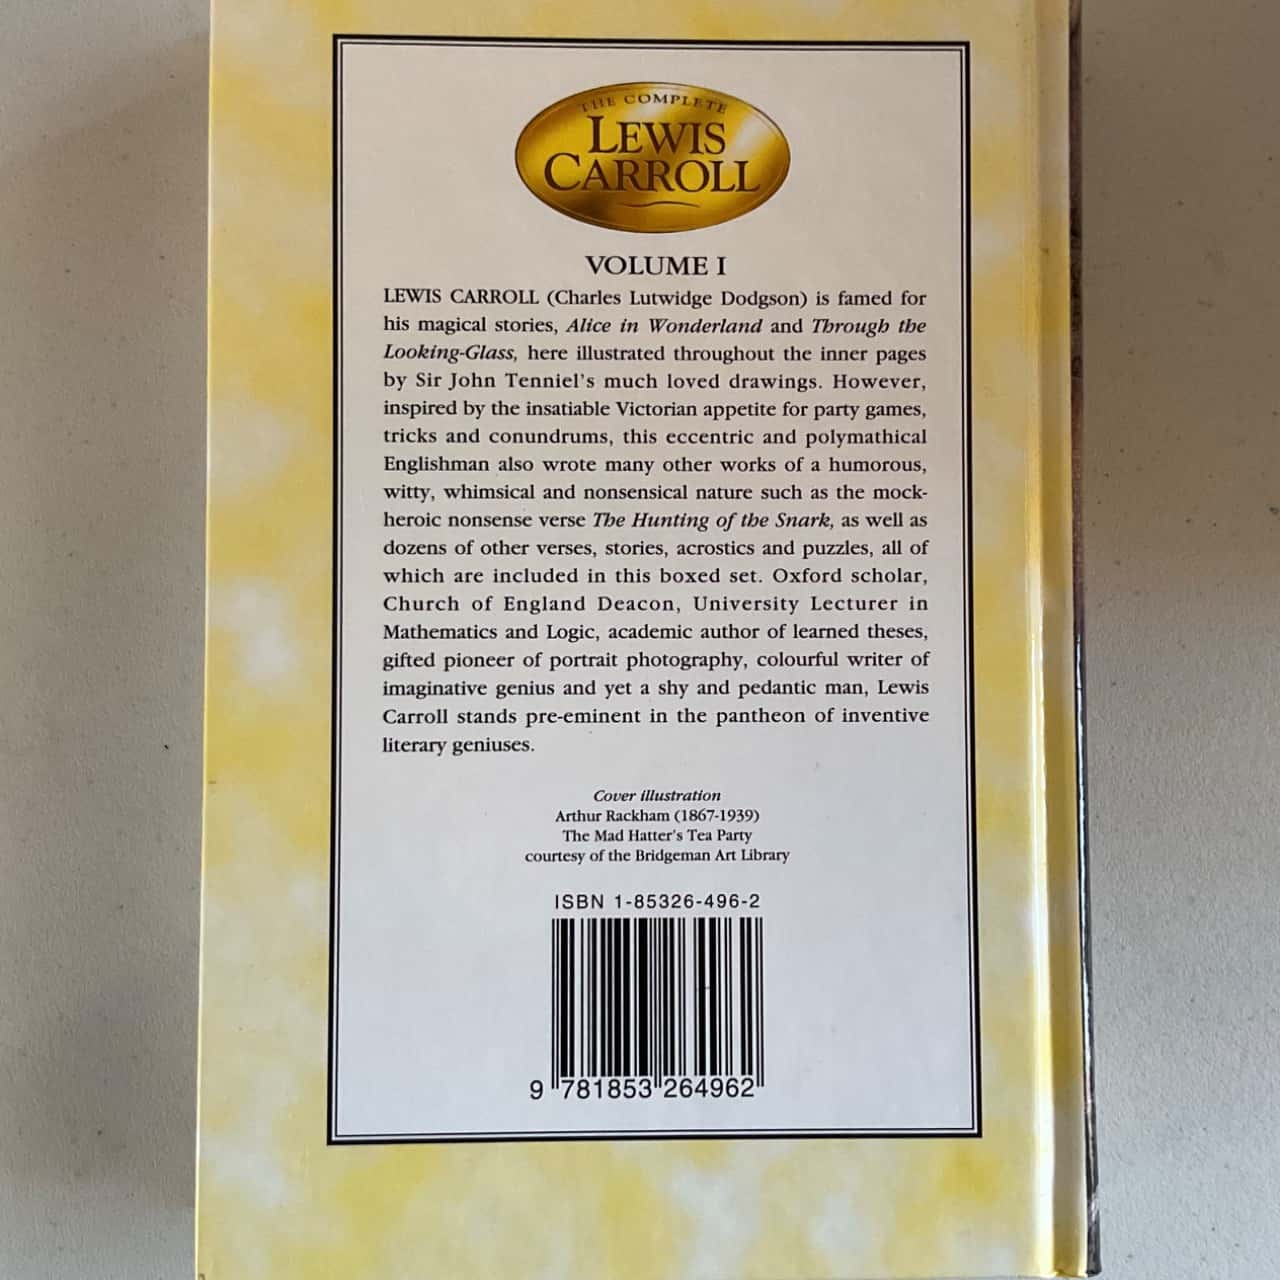 THE COMPLETE
LEWIS
CARROLL
VOLUME I
LEWIS CARROLL (Charles Lutwidge Dodgson) is famed for
his magical stories, Alice in Wonderland and Through the
Looking-Glass, here illustrated throughout the inner pages
by Sir John Tenniel's much loved drawings. However,
inspired by the insatiable Victorian appetite for party games,
tricks and conundrums, this eccentric and polymathical
Englishman also wrote many other works of a humorous,
witty, whimsical and nonsensical nature such as the mock-
heroic nonsense verse The Hunting of the Snark, as well as
dozens of other verses, stories, acrostics and puzzles, all of
which are included in this boxed set. Oxford scholar,
Church of England Deacon, University Lecturer in
Mathematics and Logic, academic author of learned theses,
gifted pioneer of portrait photography, colourful writer of
imaginative genius and yet a shy and pedantic man, Lewis
Carroll stands pre-eminent in the pantheon of inventive
literary geniuses.
Cover illustration
Arthur Rackham (1867-1939)
The Mad Hatter's Tea Party
courtesy of the Bridgeman Art Library
ISBN 1-85326-496-2
9 781853 264962